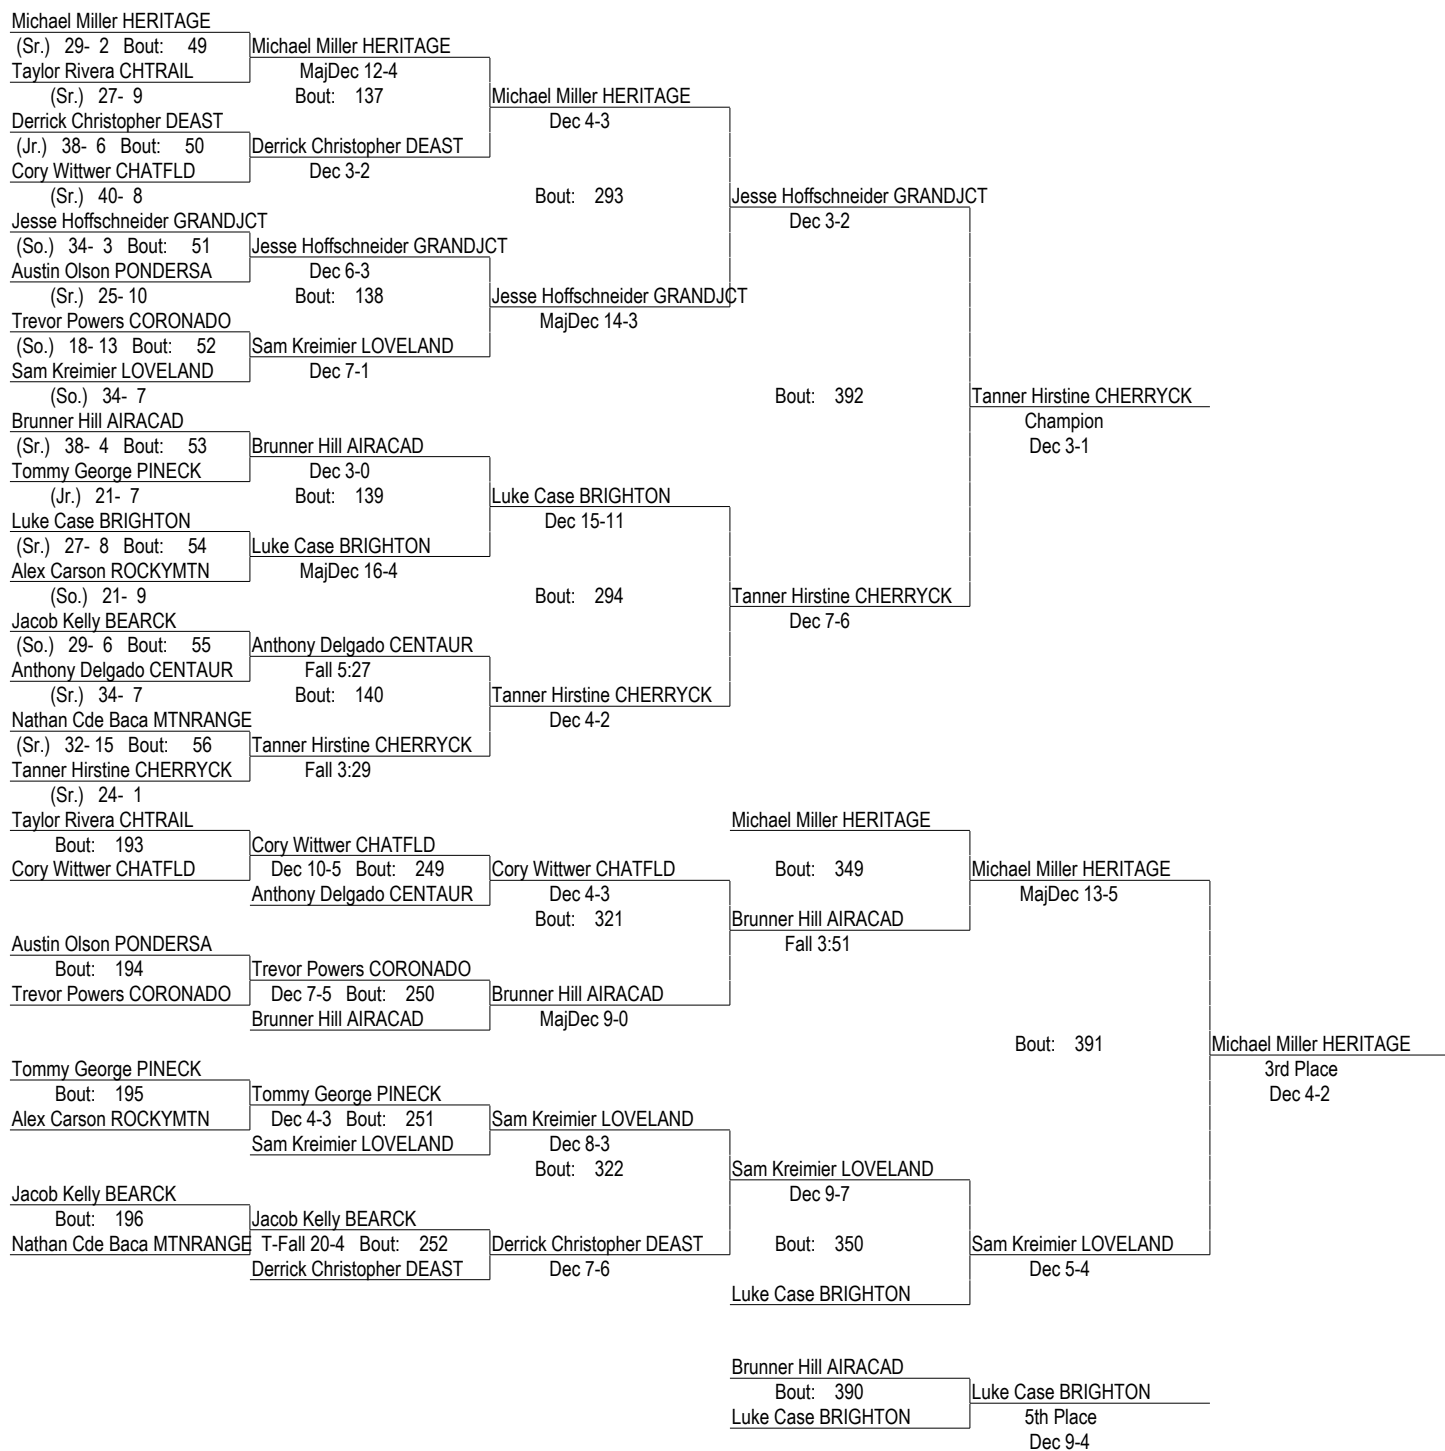 Michael Miller HERITAGE
(Sr.) 29- 2 Bout: 49 Michael Miller HERITAGE
Taylor Rivera CHTRAIL MajDec 12-4
(Sr.) 27- 9 Bout: 137 Michael Miller HERITAGE
Derrick Christopher DEAST Dec 4-3
(Jr.) 38- 6 Bout: 50 Derrick Christopher DEAST
Cory Wittwer CHATFLD Dec 3-2
(Sr.) 40- 8 Bout: 293 Jesse Hoffschneider GRANDJCT
Jesse Hoffschneider GRANDJCT Dec 3-2
(So.) 34- 3 Bout: 51 Jesse Hoffschneider GRANDJCT
Austin Olson PONDERSA Dec 6-3
(Sr.) 25- 10 Bout: 138 Jesse Hoffschneider GRANDJCT
Trevor Powers CORONADO MajDec 14-3
(So.) 18- 13 Bout: 52 Sam Kreimier LOVELAND
Sam Kreimier LOVELAND Dec 7-1
(So.) 34- 7 Bout: 392 Tanner Hirstine CHERRYCK
Brunner Hill AIRACAD Champion
(Sr.) 38- 4 Bout: 53 Brunner Hill AIRACAD Dec 3-1
Tommy George PINECK Dec 3-0
(Jr.) 21- 7 Bout: 139 Luke Case BRIGHTON
Luke Case BRIGHTON Dec 15-11
(Sr.) 27- 8 Bout: 54 Luke Case BRIGHTON
Alex Carson ROCKYMTN MajDec 16-4
(So.) 21- 9 Bout: 294 Tanner Hirstine CHERRYCK
Jacob Kelly BEARCK Dec 7-6
(So.) 29- 6 Bout: 55 Anthony Delgado CENTAUR
Anthony Delgado CENTAUR Fall 5:27
(Sr.) 34- 7 Bout: 140 Tanner Hirstine CHERRYCK
Nathan Cde Baca MTNRANGE Dec 4-2
(Sr.) 32- 15 Bout: 56 Tanner Hirstine CHERRYCK
Tanner Hirstine CHERRYCK Fall 3:29
(Sr.) 24- 1
Taylor Rivera CHTRAIL Michael Miller HERITAGE
Bout: 193 Cory Wittwer CHATFLD
Cory Wittwer CHATFLD Dec 10-5 Bout: 249 Cory Wittwer CHATFLD Bout: 349 Michael Miller HERITAGE
Anthony Delgado CENTAUR Dec 4-3 MajDec 13-5
Bout: 321 Brunner Hill AIRACAD
Austin Olson PONDERSA Fall 3:51
Bout: 194 Trevor Powers CORONADO
Trevor Powers CORONADO Dec 7-5 Bout: 250 Brunner Hill AIRACAD
Brunner Hill AIRACAD MajDec 9-0
Bout: 391 Michael Miller HERITAGE
Tommy George PINECK 3rd Place
Bout: 195 Tommy George PINECK Dec 4-2
Alex Carson ROCKYMTN Dec 4-3 Bout: 251 Sam Kreimier LOVELAND
Sam Kreimier LOVELAND Dec 8-3
Bout: 322 Sam Kreimier LOVELAND
Jacob Kelly BEARCK Dec 9-7
Bout: 196 Jacob Kelly BEARCK
Nathan Cde Baca MTNRANGE T-Fall 20-4 Bout: 252 Derrick Christopher DEAST Bout: 350 Sam Kreimier LOVELAND
Derrick Christopher DEAST Dec 7-6 Dec 5-4
Luke Case BRIGHTON
Brunner Hill AIRACAD
Bout: 390 Luke Case BRIGHTON
Luke Case BRIGHTON 5th Place
Dec 9-4